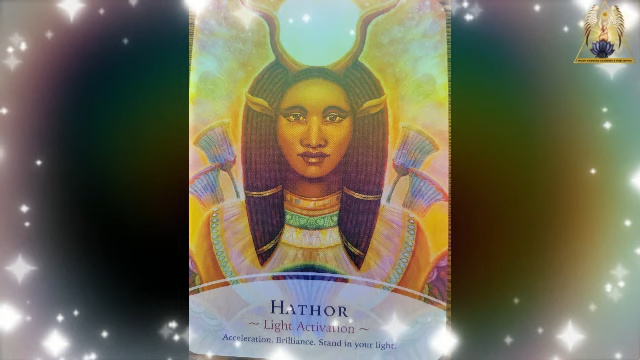 HATHOR
~ Light Activation ~
Acceleration. Brilliance. Stand in your light.